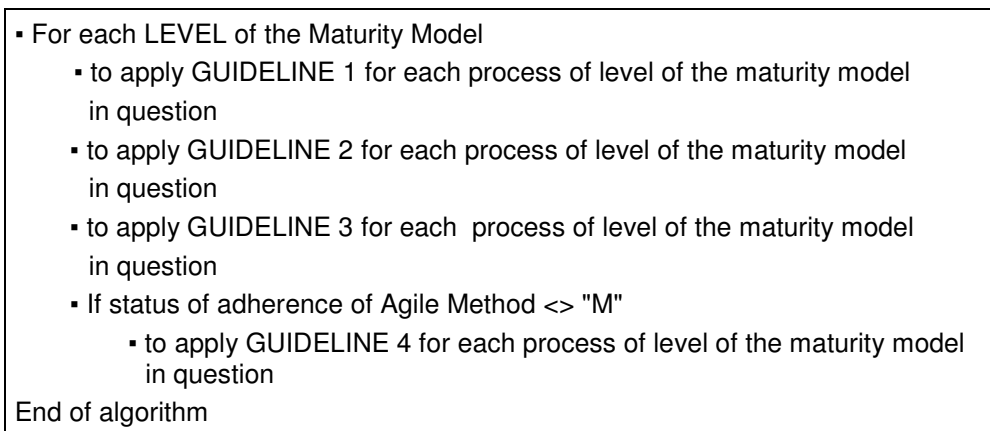 ▪ For each LEVEL of the Maturity Model
▪ to apply GUIDELINE 1 for each process of level of the maturity model
in question
▪ to apply GUIDELINE 2 for each process of level of the maturity model
in question
▪ to apply GUIDELINE 3 for each process of level of the maturity model
in question
▪ If status of adherence of Agile Method <> "M"
▪ to apply GUIDELINE 4 for each process of level of the maturity model
in question
End of algorithm